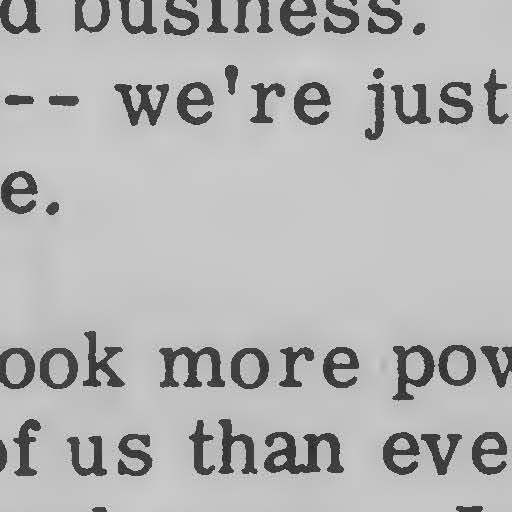 d business.
-- we're just
e.
ook more pow
of us than eve